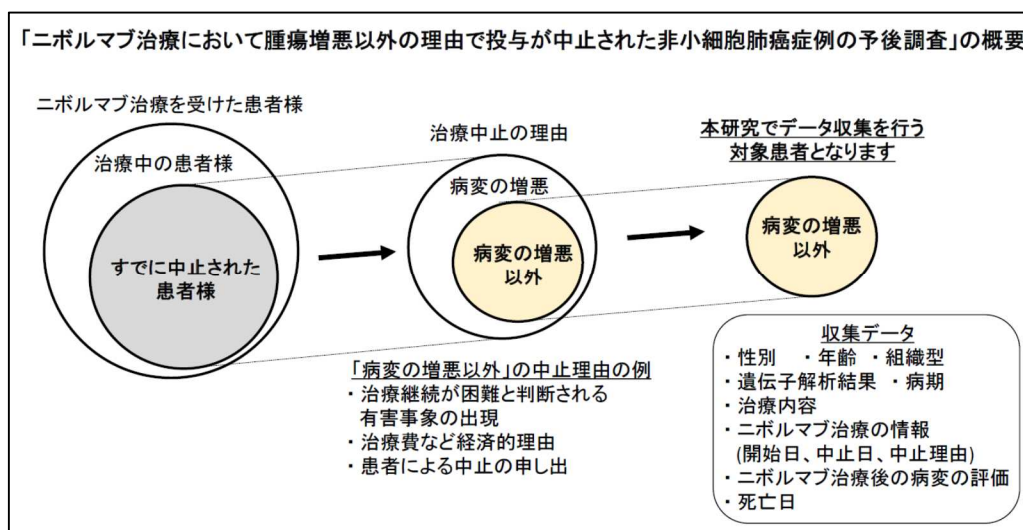 「ニボルマブ治療において腫瘍増悪以外の理由で投与が中止された非小細胞肺癌症例の予後調査」の概要
ニボルマブ治療を受けた患者様
治療中の患者様
すでに中止された
患者様
治療中止の理由
病変の増悪
病変の増悪
以外
「病変の増悪以外」の中止理由の例
・治療継続が困難と判断される
有害事象の出現
・治療費など経済的理由
・患者による中止の申し出
本研究でデータ収集を行う
対象患者となります
病変の増悪
以外
収集データ
・性別 ・年齢 ・組織型
・遺伝子解析結果 ・病期
・治療内容
・ニボルマブ治療の情報
(開始日、中止日、中止理由)
・ニボルマブ治療後の病変の評価
・死亡日